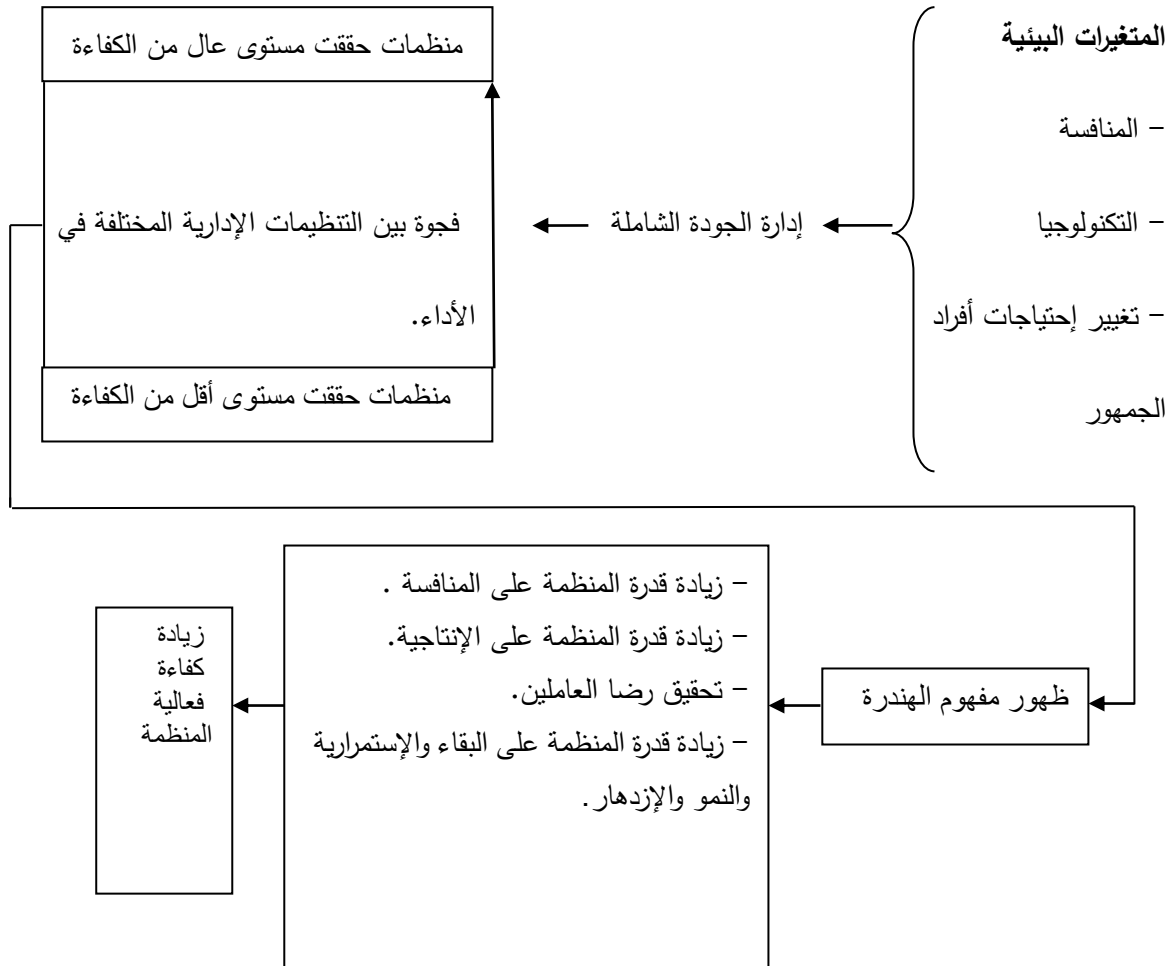 المتغيرات البيئية
– المنافسة
– التكنولوجيا
– تغيير إحتياجات أفراد
الجمهور
إدارة الجودة الشاملة
منظمات حققت مستوى عال من الكفاءة
فجوة بين التنظيمات الإدارية المختلفة في
الأداء.
منظمات حققت مستوى أقل من الكفاءة
ظهور مفهوم الهندرة
– زيادة قدرة المنظمة على المنافسة .
– زيادة قدرة المنظمة على الإنتاجية.
– تحقيق رضا العاملين.
– زيادة قدرة المنظمة على البقاء والإستمرارية
والنمو والإزدهار.
زيادة
كفاءة
فعالية
المنظمة